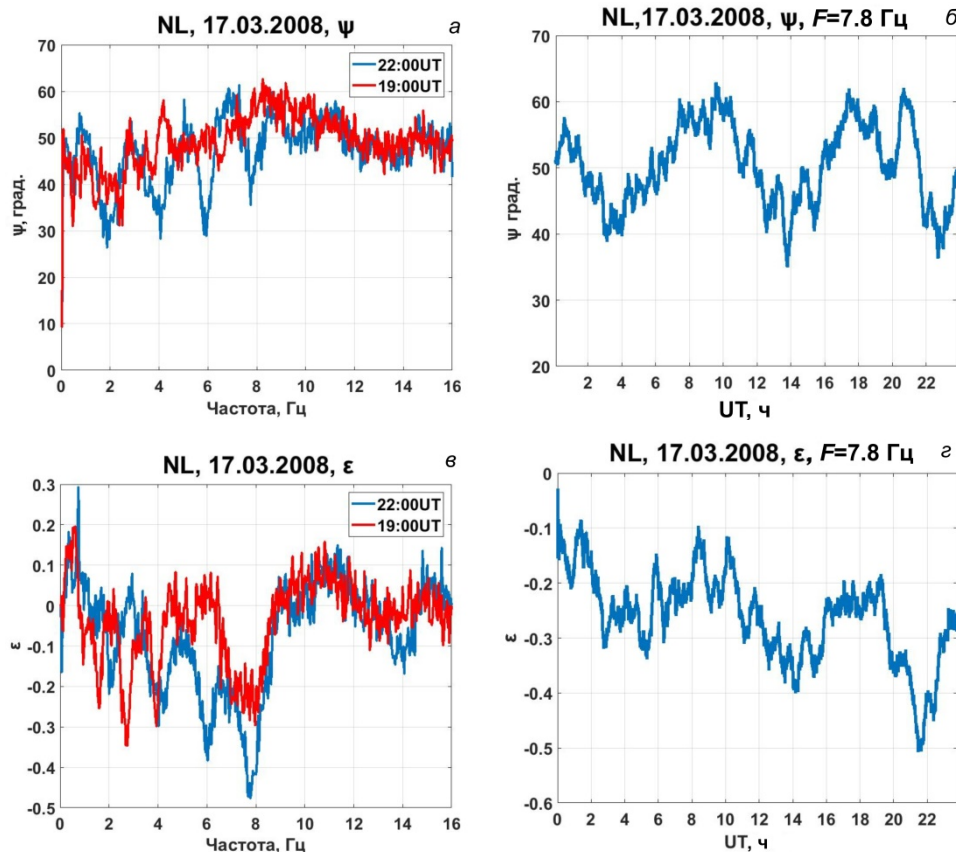 NL, 17.03.2008, ψ
а
22:00UT
19:00UT
70
60
50
40
30
20
10
0
ψ, град.
0 2 4 6 8 10 12 14 16
Частота, Гц
NL,17.03.2008, ψ, F=7.8 Гц
б
70
60
50
40
30
20
ψ град.
2 4 6 8 10 12 14 16 18 20 22
UT, ч
NL, 17.03.2008, ε
в
22:00UT
19:00UT
0.3
0.2
0.1
0
-0.1
-0.2
-0.3
-0.4
-0.5
ε
0 2 4 6 8 10 12 14 16
Частота, Гц
NL, 17.03.2008, ε, F=7.8 Гц
г
0
-0.1
-0.2
-0.3
-0.4
-0.5
-0.6
ε
0 2 4 6 8 10 12 14 16 18 20 22
UT, ч